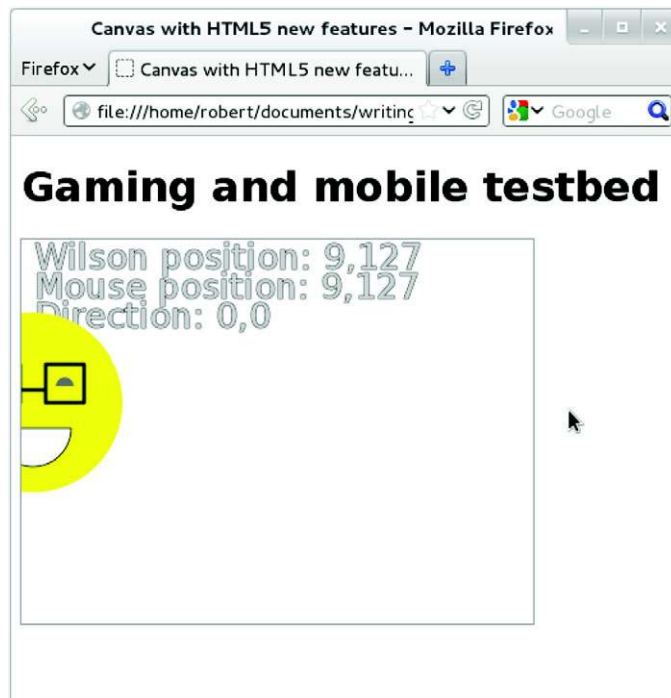 Canvas with HTML5 new features – Mozilla Firefox
Firefox
Canvas with HTML5 new featu...
file:///home/robert/documents/writing
Google
Gaming and mobile testbed
Wilson position: 9,127
Mouse position: 9,127
Direction: 0,0